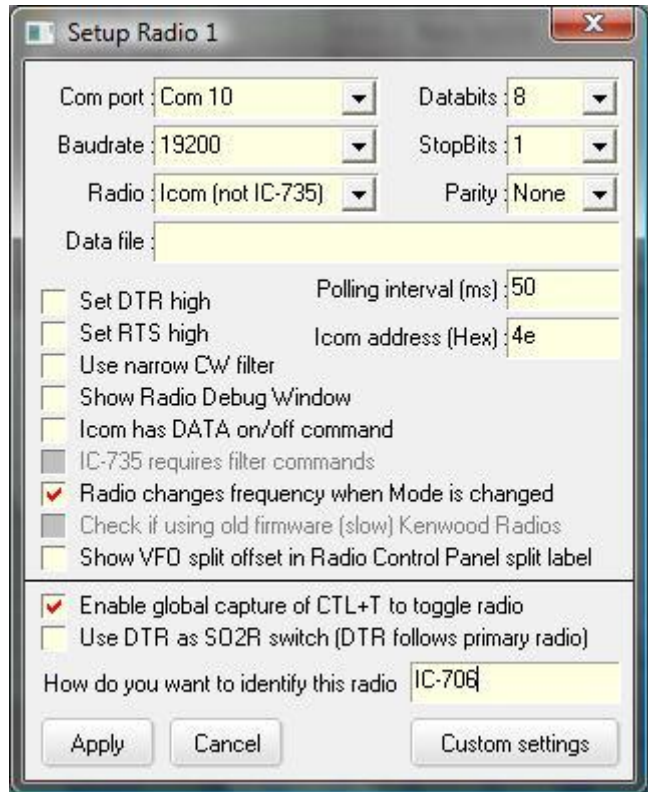 Setup Radio 1
Com port : Com 10 Databits : 8
Baudrate : 19200 StopBits : 1
Radio : Icom (not IC-735) Parity : None
Data file :
Set DTR high Polling interval (ms) : 50
Set RTS high Icom address (Hex) : 4e
Use narrow CW filter
Show Radio Debug Window
Icom has DATA on/off command
IC-735 requires filter commands
Radio changes frequency when Mode is changed
Check if using old firmware (slow) Kenwood Radios
Show VFO split offset in Radio Control Panel split label
Enable global capture of CTL+T to toggle radio
Use DTR as SO2R switch (DTR follows primary radio)
How do you want to identify this radio IC-706
Apply Cancel Custom settings